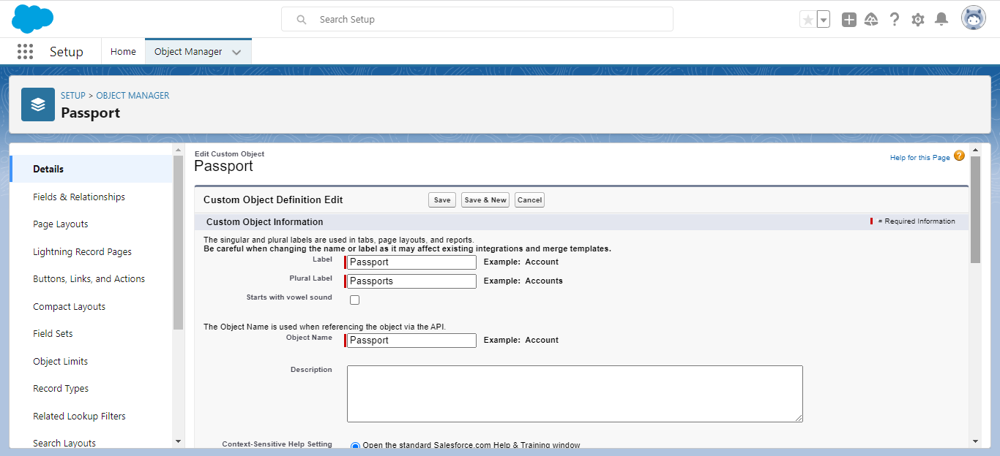 Search Setup
Setup
Home
Object Manager
SETUP > OBJECT MANAGER
Passport
Details
Fields & Relationships
Page Layouts
Lightning Record Pages
Buttons, Links, and Actions
Compact Layouts
Field Sets
Object Limits
Record Types
Related Lookup Filters
Search Layouts
Edit Custom Object
Passport
Help for this Page ?
Custom Object Definition Edit
Save
Save & New
Cancel
Custom Object Information
= Required Information
The singular and plural labels are used in tabs, page layouts, and reports.
Be careful when changing the name or label as it may affect existing integrations and merge templates.
Label Passport Example: Account
Plural Label Passports Example: Accounts
Starts with vowel sound
The Object Name is used when referencing the object via the API.
Object Name Passport Example: Account
Description
Context-Sensitive Help Setting Open the standard Salesforce.com Help & Training window